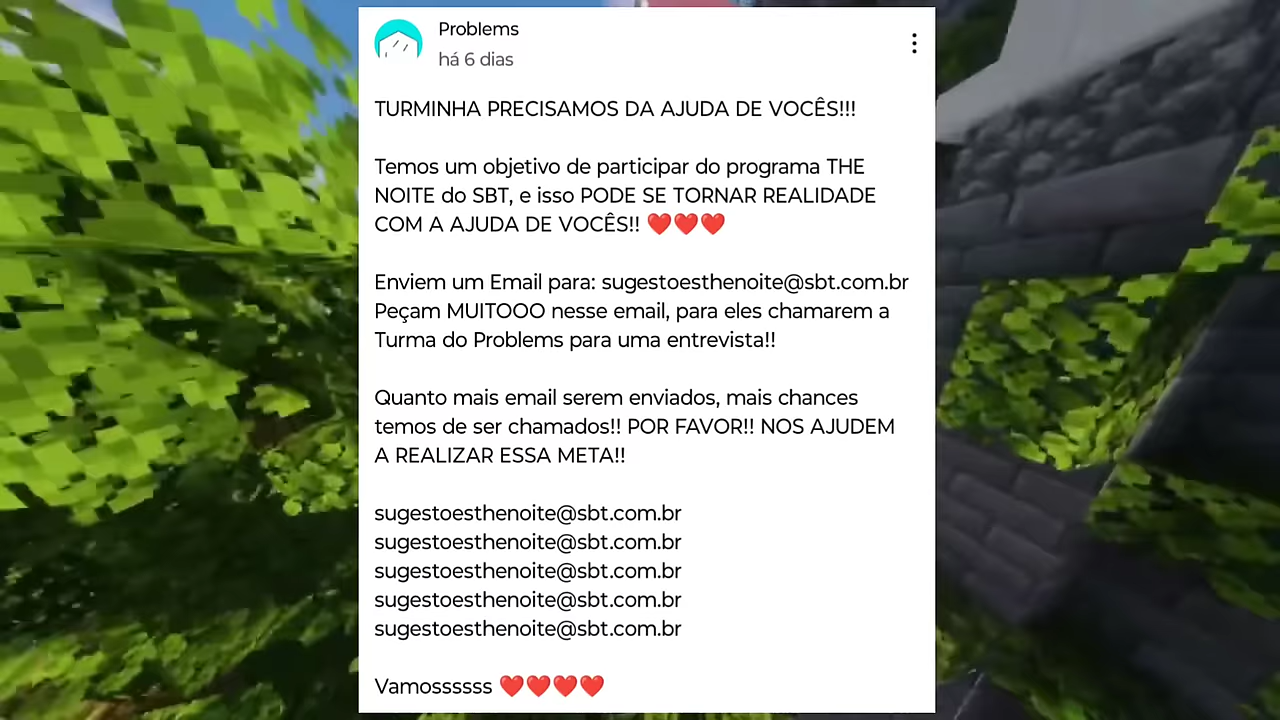 Problems
há 6 dias
TURMINHA PRECISAMOS DA AJUDA DE VOCÊS!!!
Temos um objetivo de participar do programa THE
NOITE do SBT, e isso PODE SE TORNAR REALIDADE
COM A AJUDA DE VOCÊS!! ❤️❤️❤️
Enviem um Email para: sugestoesthenoite@sbt.com.br
Peçam MUITOOO nesse email, para eles chamarem a
Turma do Problems para uma entrevista!!
Quanto mais email serem enviados, mais chances
temos de ser chamados!! POR FAVOR!! NOS AJUDEM
A REALIZAR ESSA META!!
sugestoesthenoite@sbt.com.br
sugestoesthenoite@sbt.com.br
sugestoesthenoite@sbt.com.br
sugestoesthenoite@sbt.com.br
sugestoesthenoite@sbt.com.br
Vamossssss ❤️❤️❤️❤️